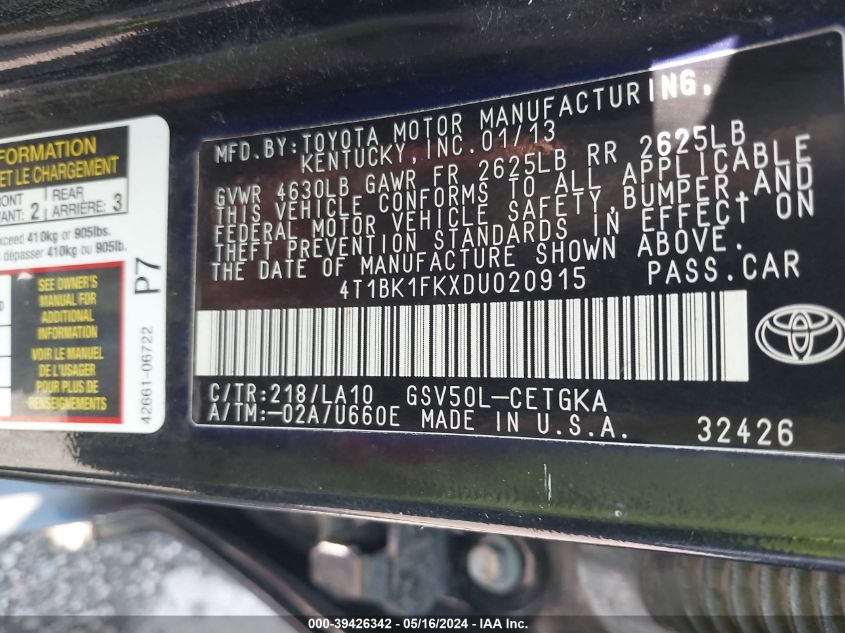 FORMATION
ET LE CHARGEMENT
RONT REAR
ANT: 2 ARRIÈRE: 3
xceed 410kg or 905lbs.
dépasser 410kg ou 905lb.
SEE OWNER'S
MANUAL FOR
ADDITIONAL
INFORMATION
VOIR LE MANUEL
DE L'USAGER
POUR PLUS DE
RENSEIGNEMENTS
P7
42661-06722
MFD.BY:TOYOTA MOTOR MANUFACTURING,
KENTUCKY,INC.01/13
GVWR 4630LB GAWR FR 2625LB RR 2625LB
THIS VEHICLE CONFORMS TO ALL APPLICABLE
FEDERAL MOTOR VEHICLE SAFETY,BUMPER,AND
THEFT PREVENTION STANDARDS IN EFFECT ON
THE DATE OF MANUFACTURE SHOWN ABOVE.
4T1BK1FKXDU020915 PASS.CAR
C/TR:218/LA10 GSV50L-CETGKA
A/TM:-02A/U660E MADE IN U.S.A. 32426
000-39426342 / 05/16/2024 - IAA Inc.